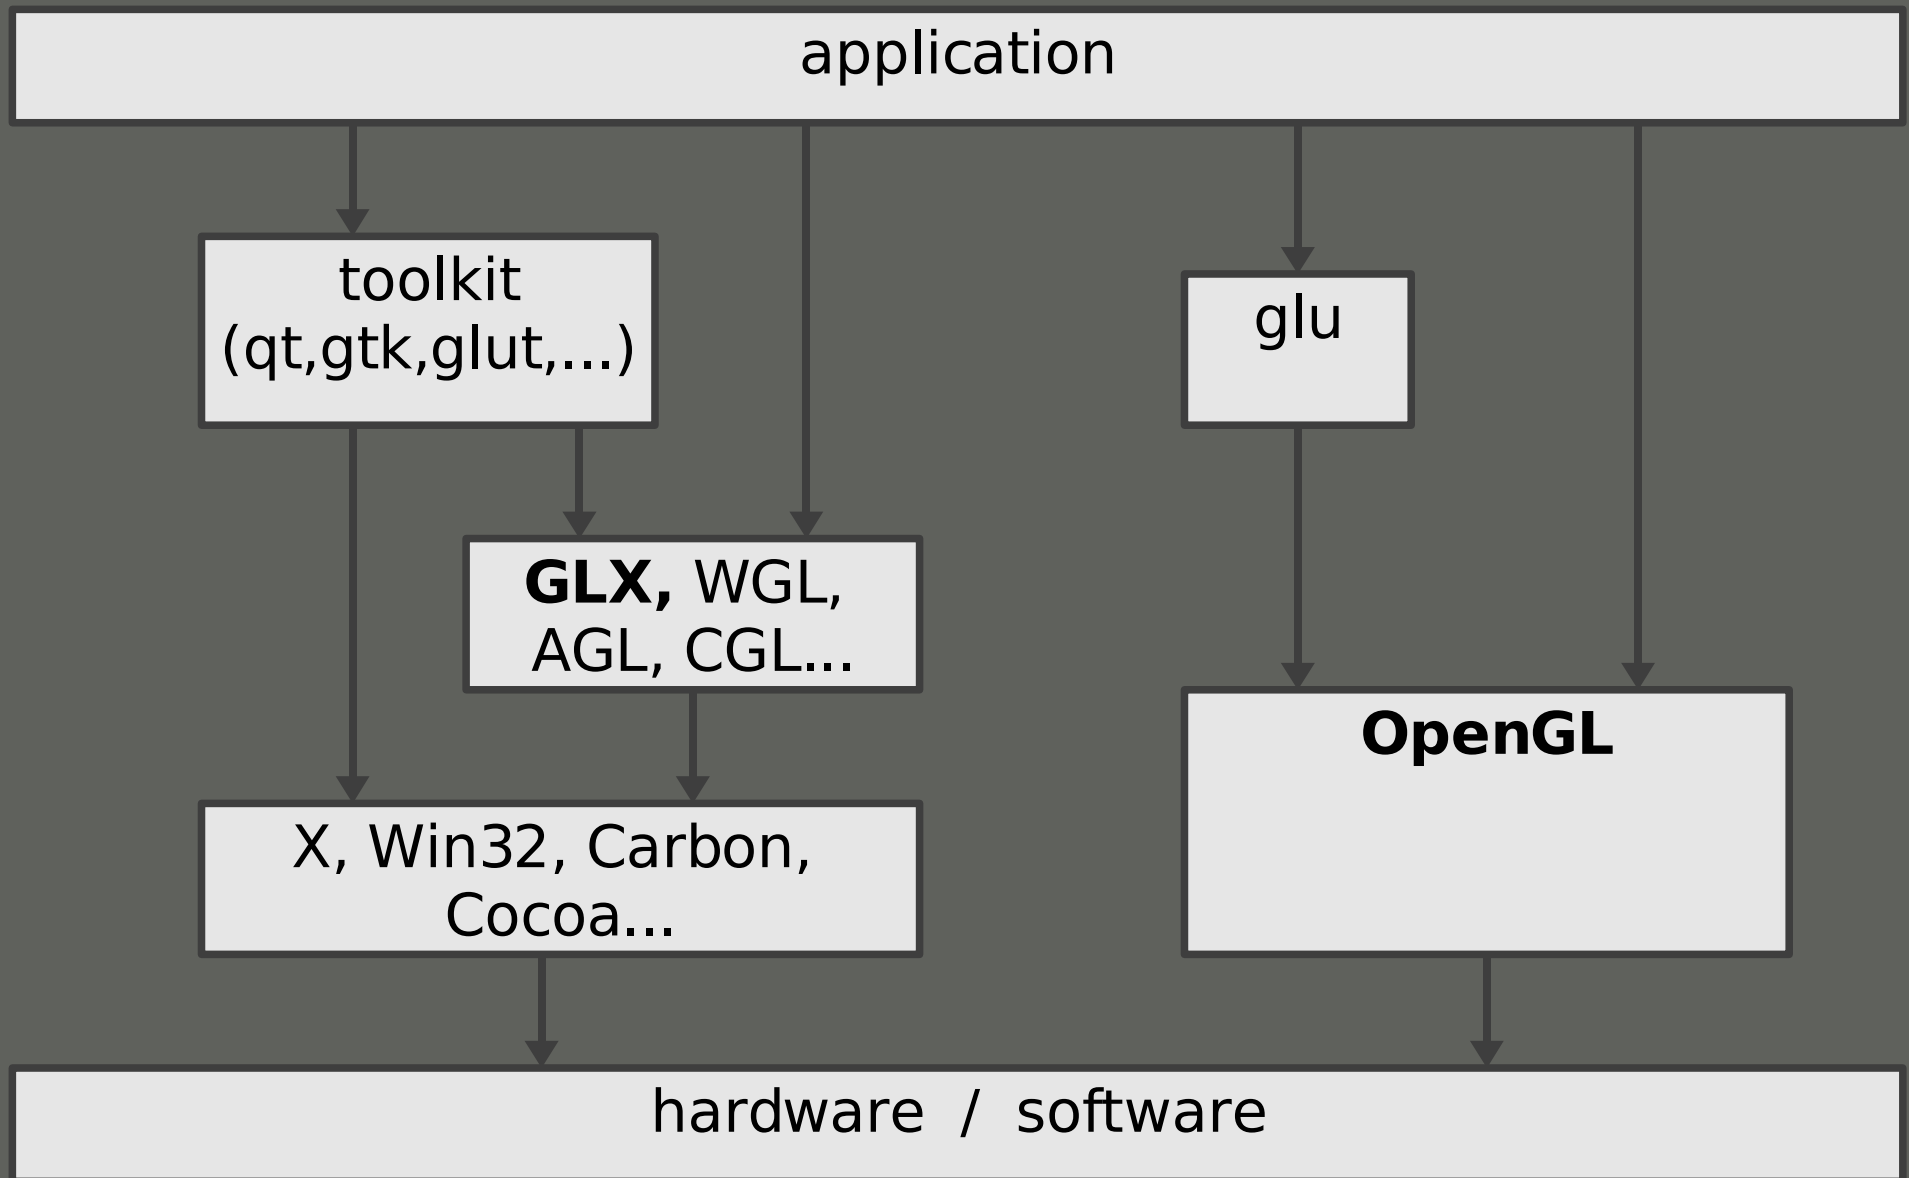 application
toolkit
(qt,gtk,glut,...)
glu
GLX, WGL,
AGL, CGL...
OpenGL
X, Win32, Carbon,
Cocoa...
hardware / software